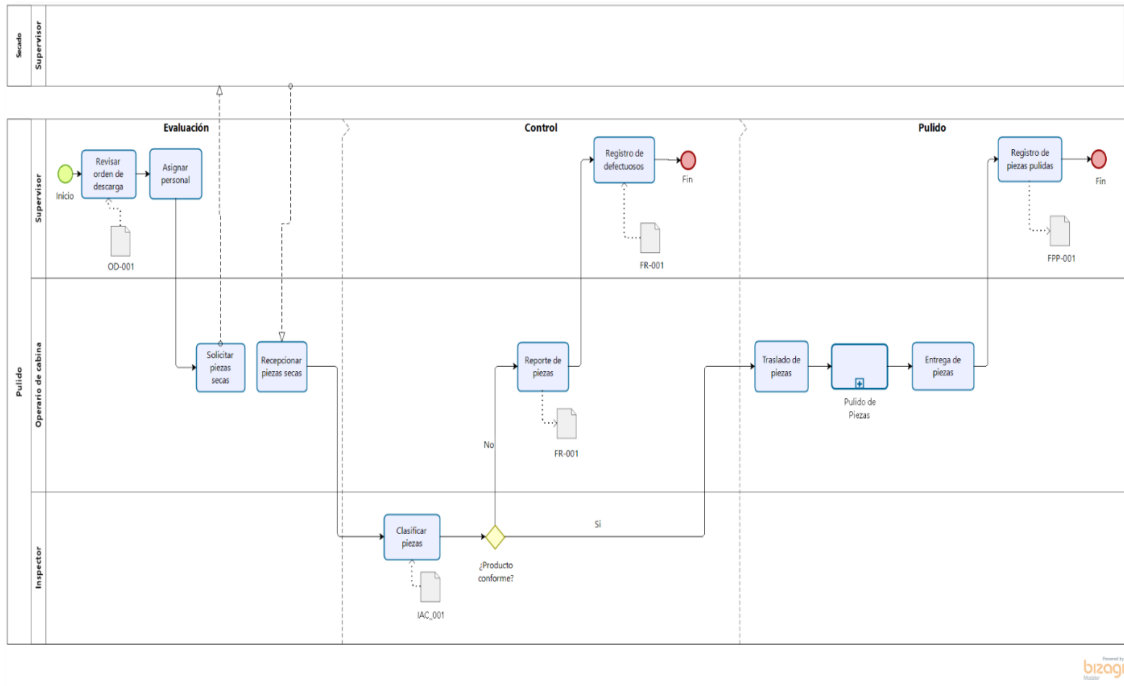 Secado
Supervisor
Pulido
Supervisor
Operario de cabina
Inspector
Evaluación
Control
Pulido
Inicio
Revisar
orden de
descarga
Asignar
personal
OD-001
Registro de
defectuosos
Fin
FR-001
Registro de
piezas pulidas
Fin
FPP-001
Solicitar
piezas
secas
Recepcionar
piezas secas
Reporte de
piezas
FR-001
No
Traslado de
piezas
Pulido de
Piezas
Entrega de
piezas
Clasificar
piezas
IAC_001
¿Producto
conforme?
Si
Powered by
bizagi
Modeler